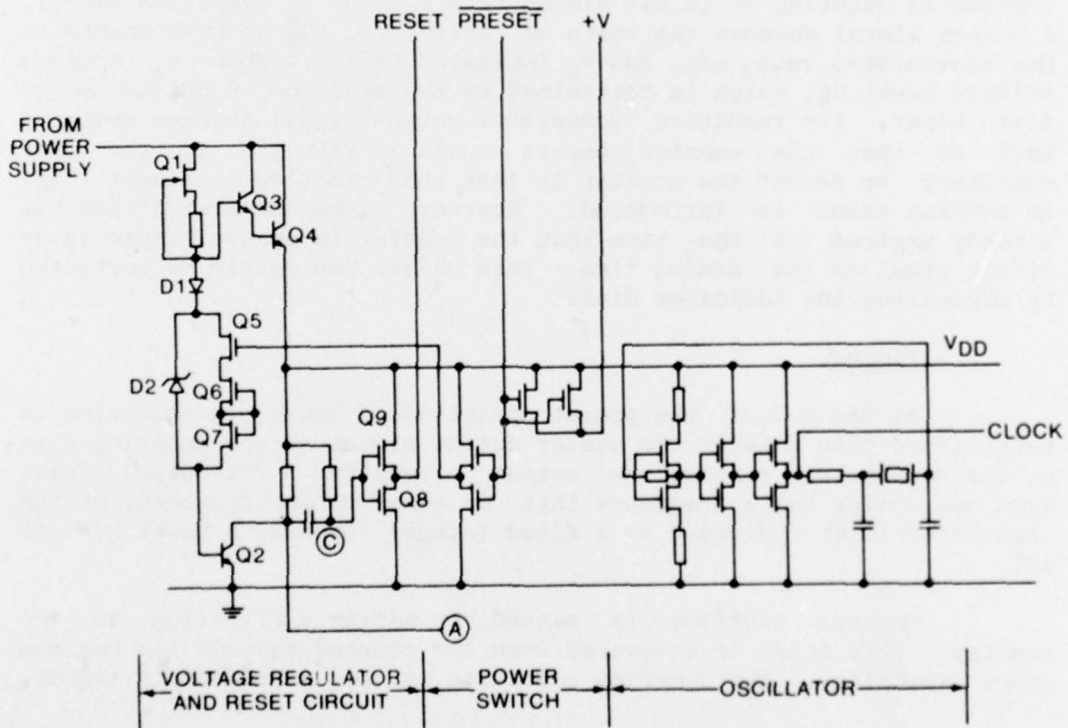 RESET PRESET +V
FROM
POWER
SUPPLY
Q1
Q3
Q4
D1
Q5
VDD
D2
Q6
Q9
CLOCK
Q7
Q8
Q2
C
A
VOLTAGE REGULATOR
AND RESET CIRCUIT
POWER
SWITCH
OSCILLATOR